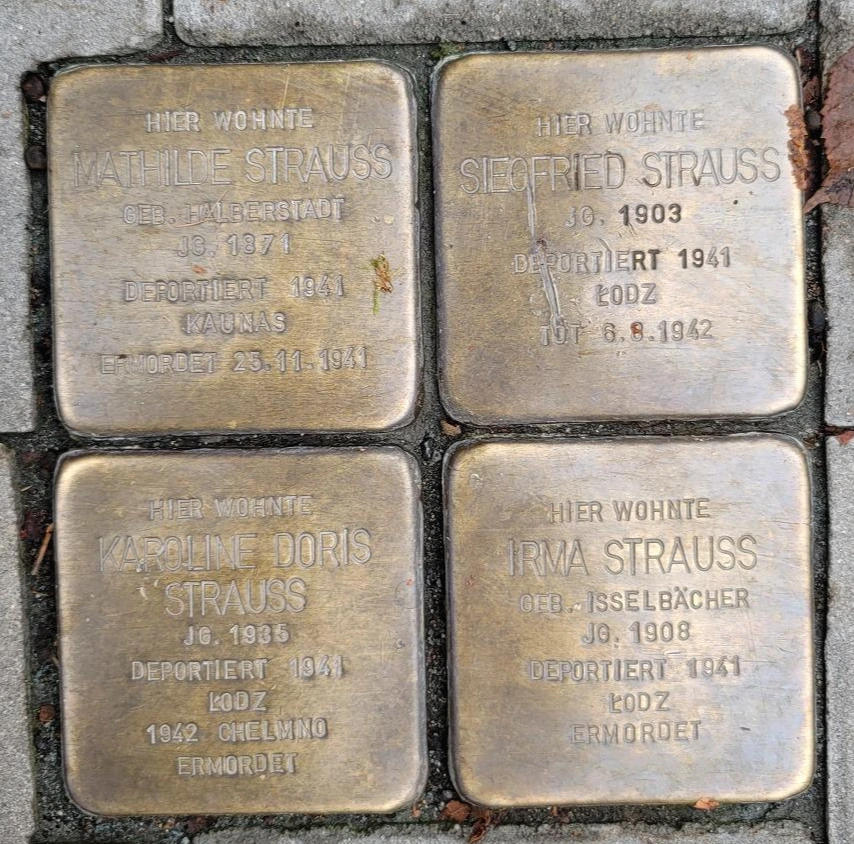 HIER WOHNTE
MATHILDE STRAUSS
GEB. HALBERSTADT
JG. 1871
DEPORTIERT 1941
KAUNAS
ERMORDET 25.11.1941
HIER WOHNTE
SIEGFRIED STRAUSS
JG. 1903
DEPORTIERT 1941
ŁODZ
TOT 6.8.1942
HIER WOHNTE
KAROLINE DORIS
STRAUSS
JG. 1935
DEPORTIERT 1941
ŁODZ
1942 CHELMNO
ERMORDET
HIER WOHNTE
IRMA STRAUSS
GEB. ISSELBÄCHER
JG. 1908
DEPORTIERT 1941
ŁODZ
ERMORDET